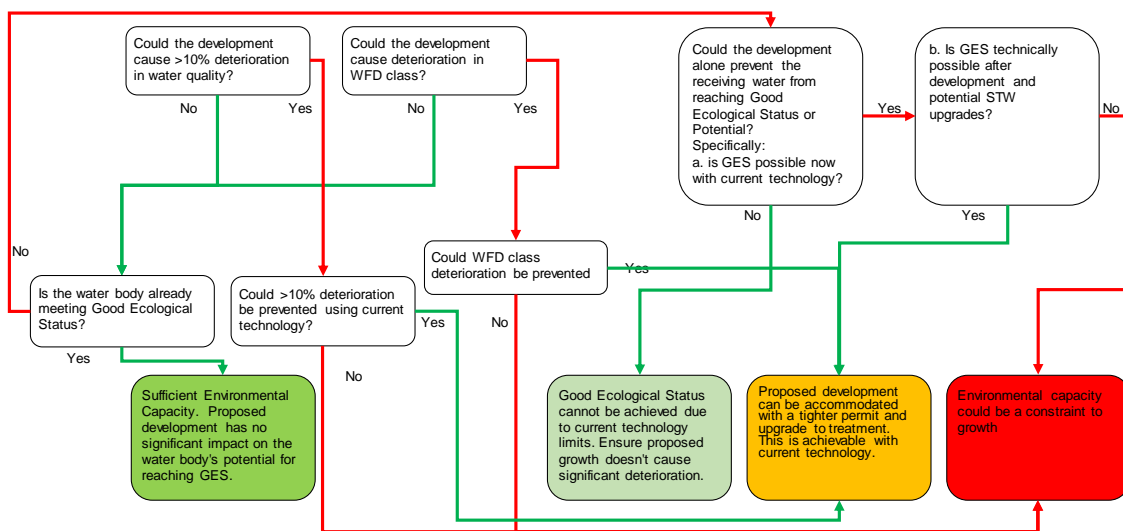 Could the development
cause >10% deterioration
in water quality?
No
Yes
Could the development
cause deterioration in
WFD class?
No
Yes
Could the development
alone prevent the
receiving water from
reaching Good
Ecological Status or
Potential?
Specifically:
a. is GES possible now
with current technology?
Yes
No
b. Is GES technically
possible after
development and
potential STW
upgrades?
No
Yes
No
Is the water body already
meeting Good Ecological
Status?
Yes
Could >10% deterioration
be prevented using current
technology?
Yes
No
Could WFD class
deterioration be prevented
Yes
No
Sufficient Environmental
Capacity. Proposed
development has no
significant impact on the
water body's potential for
reaching GES.
Good Ecological Status
cannot be achieved due
to current technology
limits. Ensure proposed
growth doesn't cause
significant deterioration.
Proposed development
can be accommodated
with a tighter permit and
upgrade to treatment.
This is achievable with
current technology.
Environmental capacity
could be a constraint to
growth